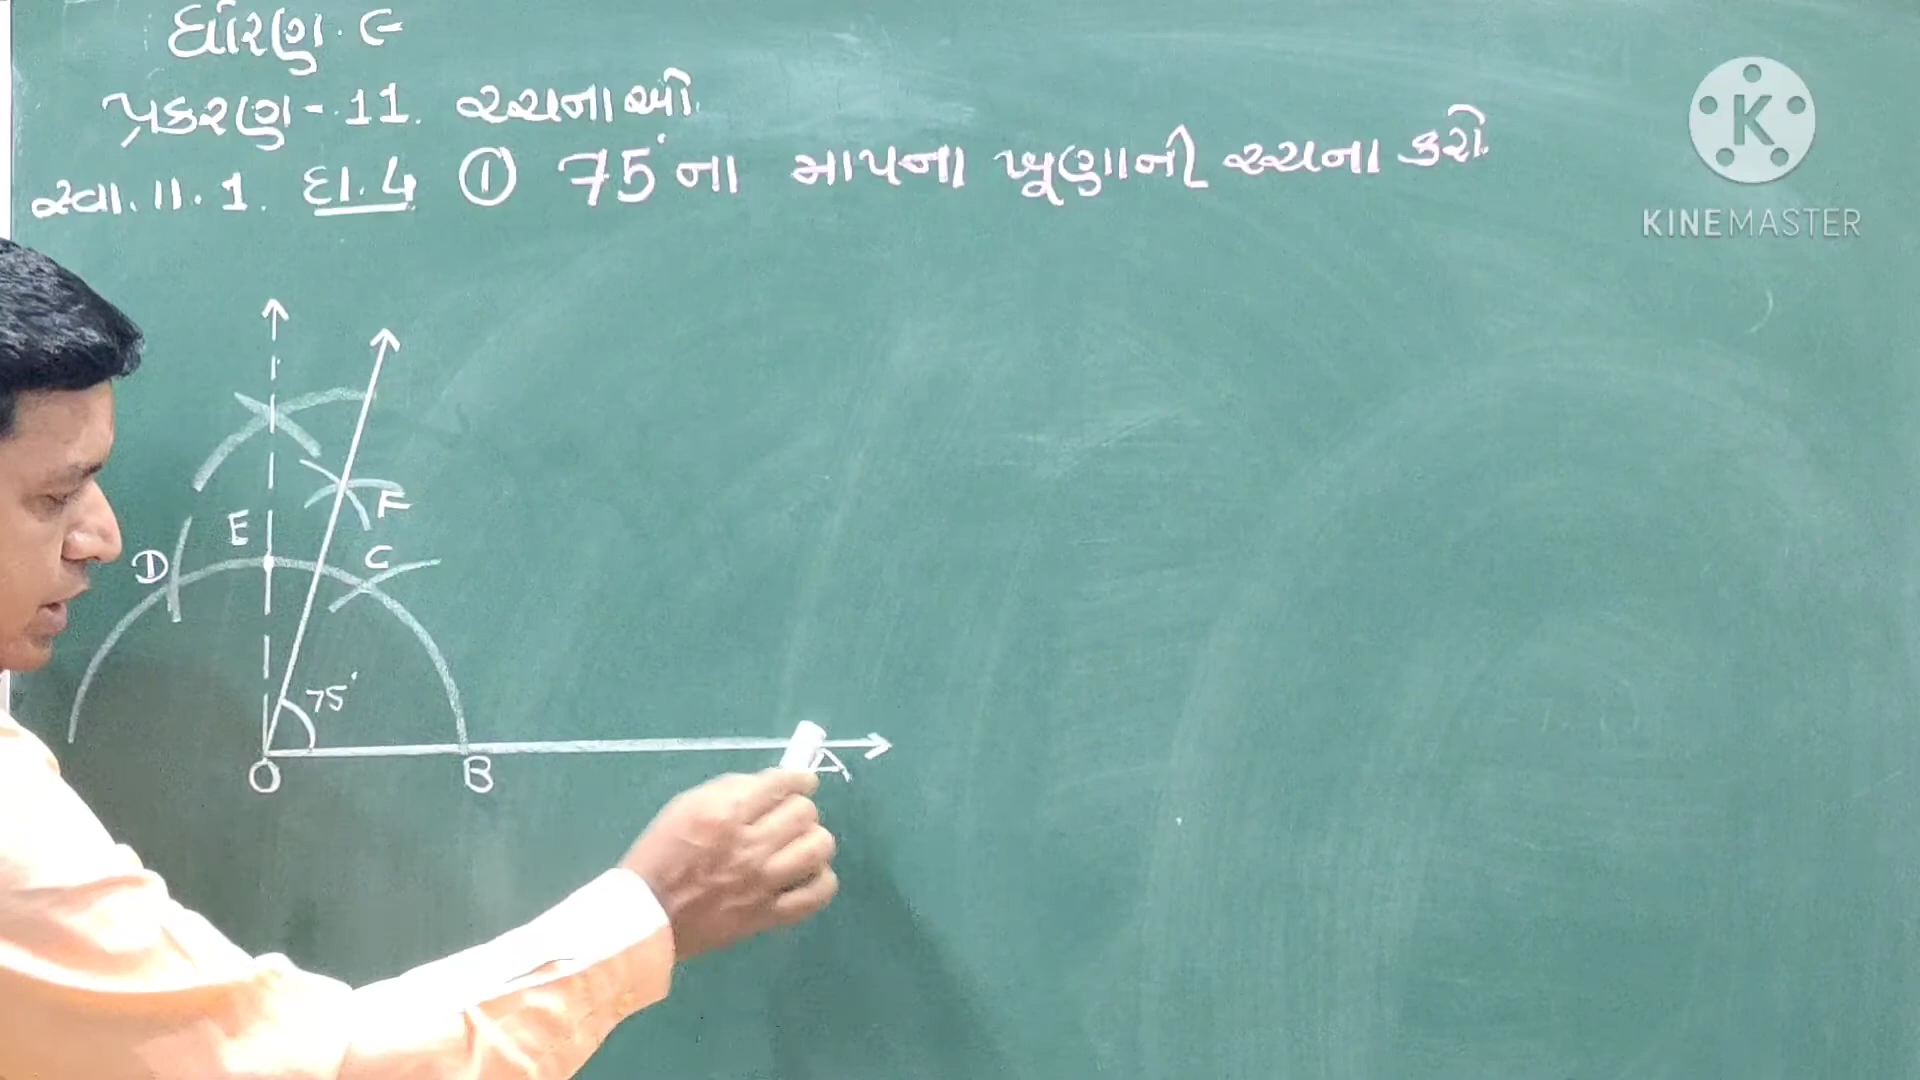 ધોરણ. ૯
પ્રકરણ - 11. રચનાઓ.
સ્વા. 11. 1. દા. 4 ① 75° ના માપના ખૂણાની રચના કરો.
K
KINEMASTER
E
F
D
C
75°
O
B
A